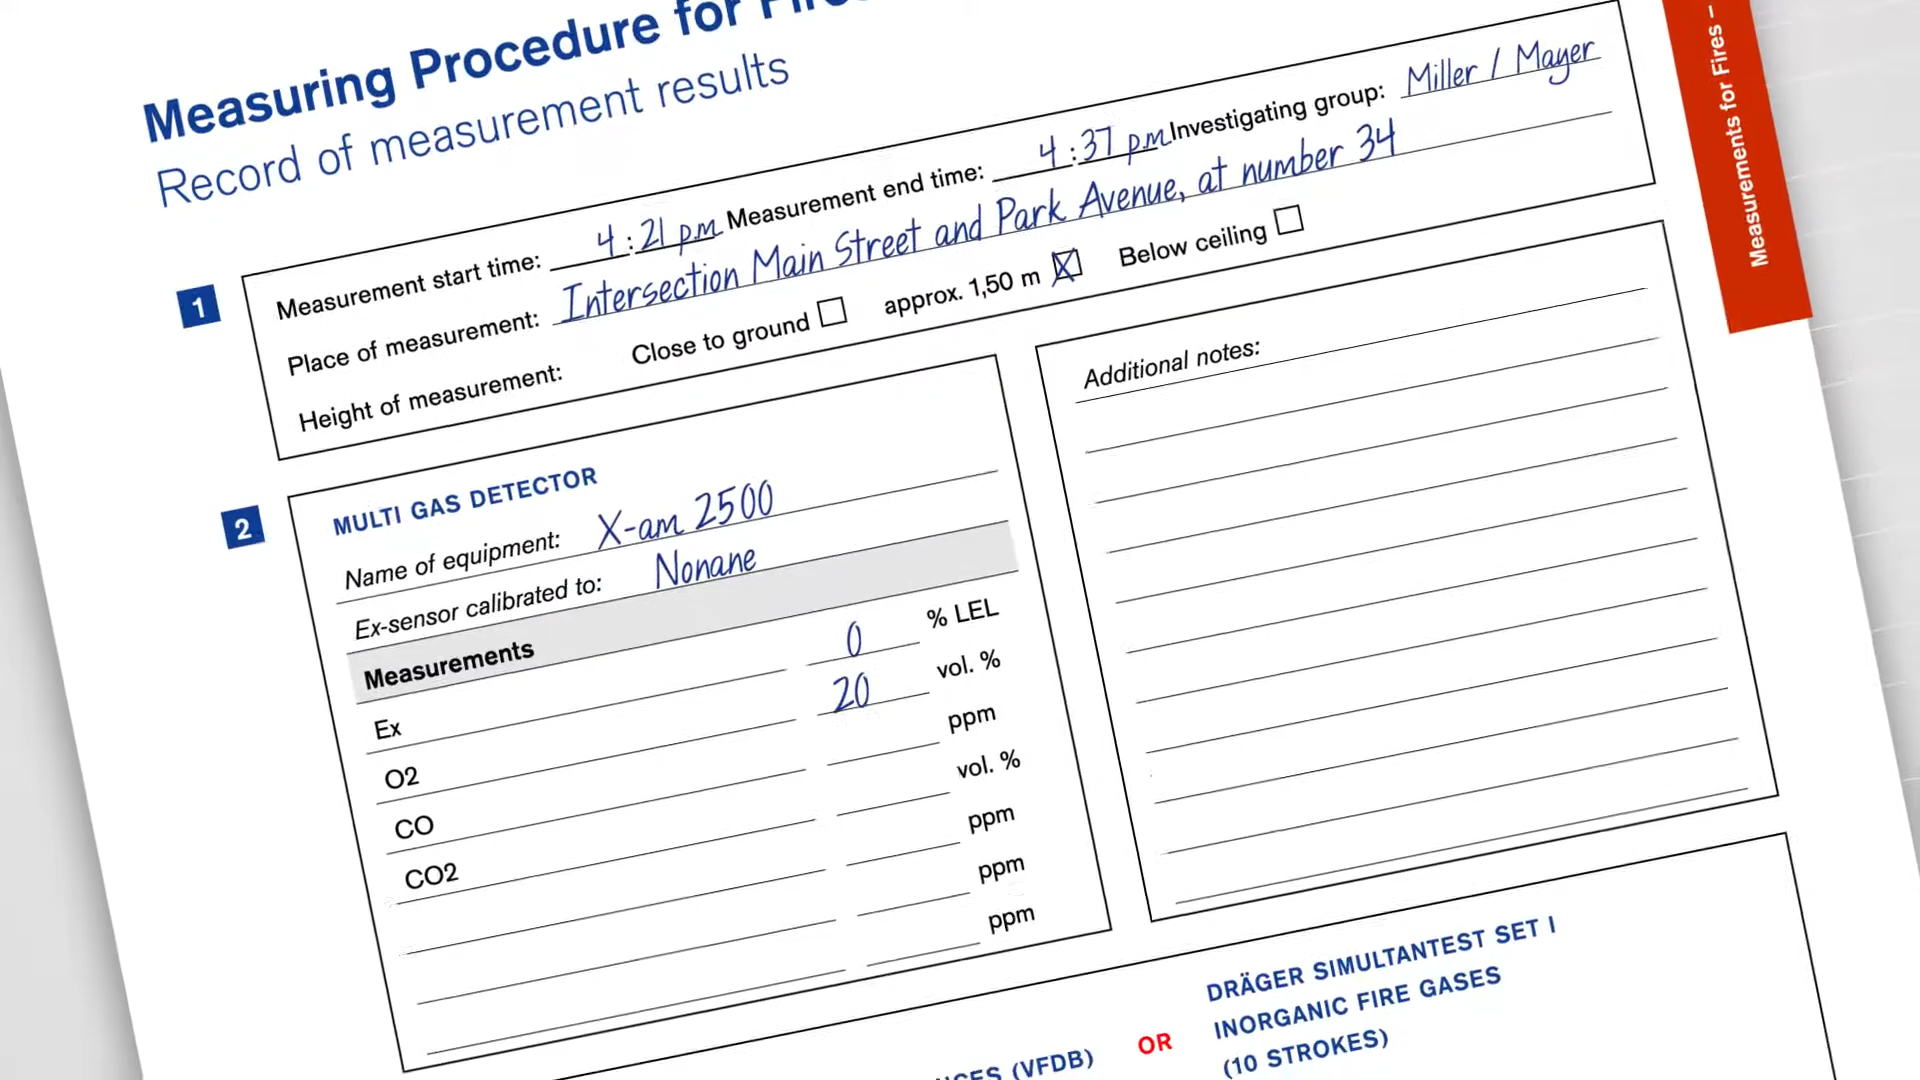 Measuring Procedure for Fires
Record of measurement results
1
Measurement start time: 4:21 pm Measurement end time: 4:37 pm Investigating group: Miller / Mayer
Place of measurement: Intersection Main Street and Park Avenue, at number 34
Height of measurement: Close to ground approx. 1,50 m X Below ceiling
2
MULTI GAS DETECTOR
Name of equipment: X-am 2500
Ex-sensor calibrated to: Nonane
Measurements
Ex 0 % LEL
O2 20 vol. %
CO ppm
CO2 vol. %
ppm
ppm
ppm
Additional notes:
(VFDB)
OR
DRÄGER SIMULTANTEST SET I
INORGANIC FIRE GASES
(10 STROKES)
Measurements for Fires –